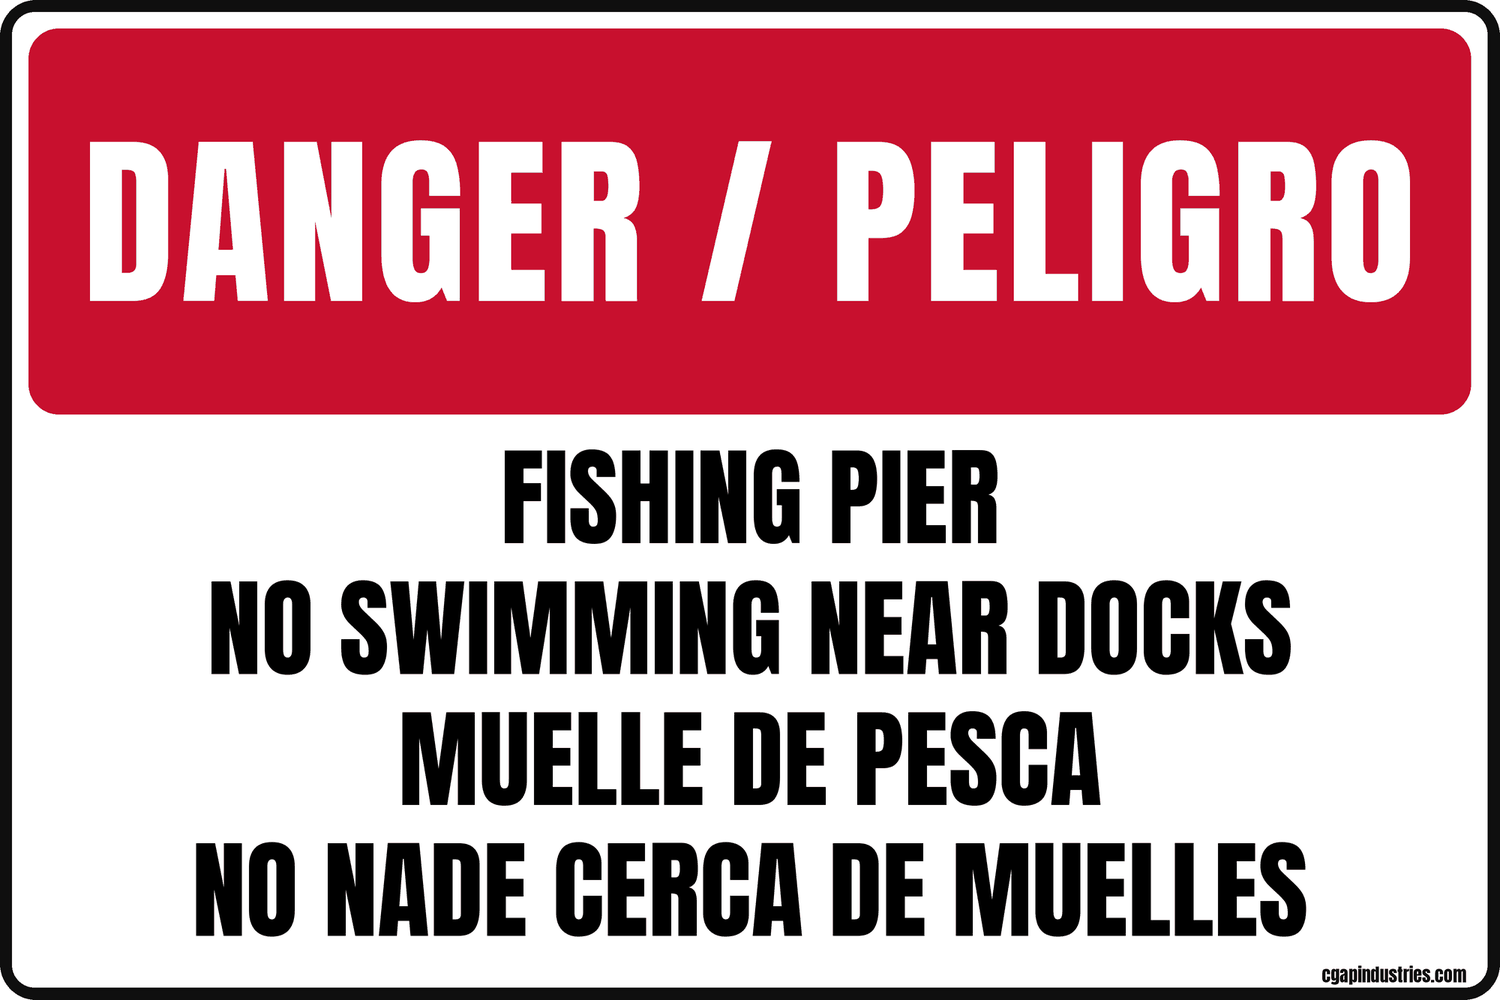 DANGER / PELIGRO
FISHING PIER
NO SWIMMING NEAR DOCKS
MUELLE DE PESCA
NO NADE CERCA DE MUELLES
cgapindustries.com